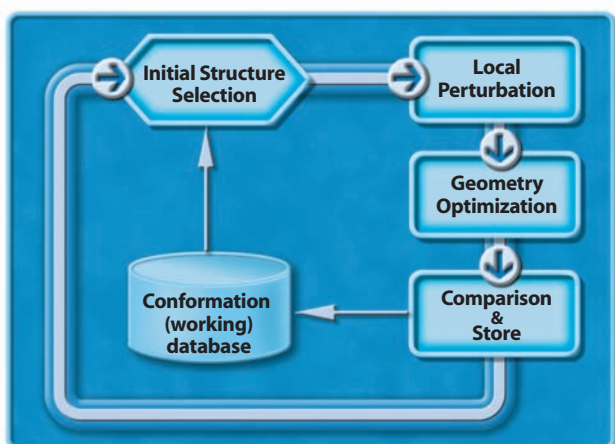 Initial Structure
Selection
Local
Perturbation
Geometry
Optimization
Comparison
&
Store
Conformation
(working)
database